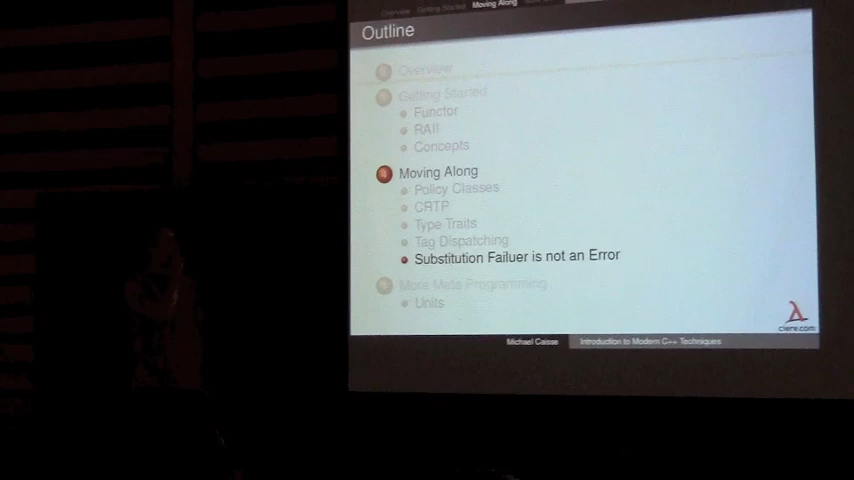 Overview Getting Started Moving Along
Outline
Overview
Getting Started
Functor
RAII
Concepts
Moving Along
Policy Classes
CRTP
Type Traits
Tag Dispatching
Substitution Failuer is not an Error
More Meta Programming
Units
ciere.com
Michael Caisse Introduction to Modern C++ Techniques